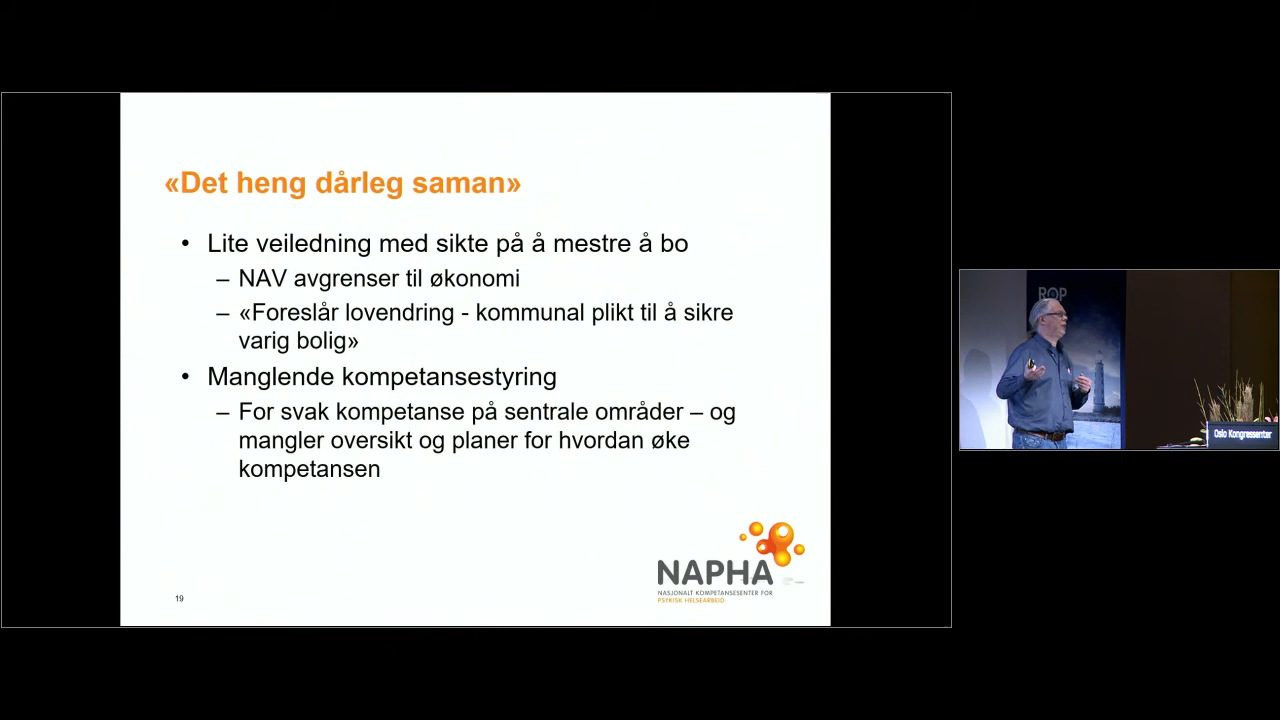 «Det heng dårleg saman»
• Lite veiledning med sikte på å mestre å bo
– NAV avgrenser til økonomi
– «Foreslår lovendring - kommunal plikt til å sikre
varig bolig»
• Manglende kompetansestyring
– For svak kompetanse på sentrale områder – og
mangler oversikt og planer for hvordan øke
kompetansen
19
NAPHA
NASJONALT KOMPETANSESENTER FOR
PSYKISK HELSEARBEID
ROP
Oslo Kongressenter